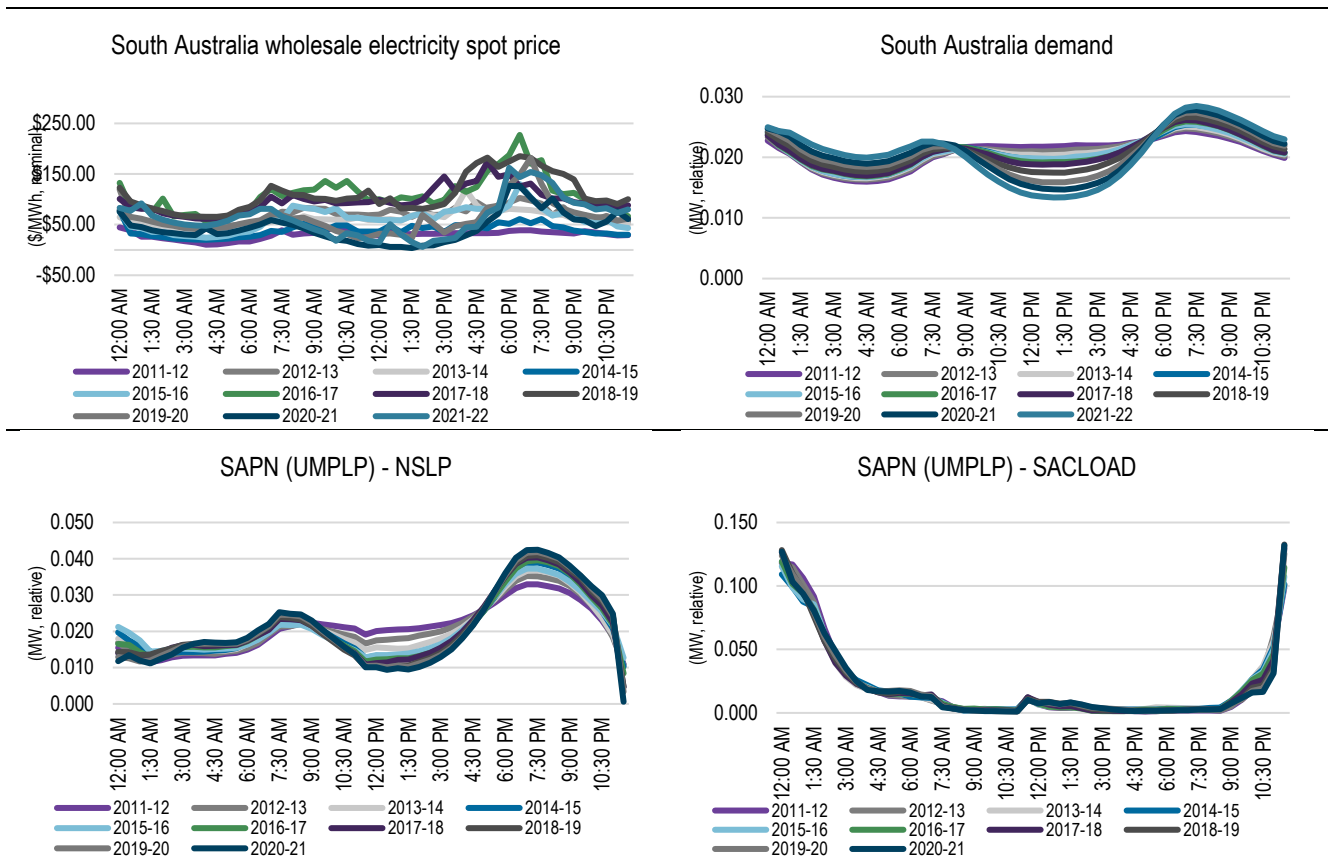 South Australia wholesale electricity spot price
($/MWh, nominal)
$250.00
$150.00
$50.00
-$50.00
12:00 AM
1:30 AM
3:00 AM
4:30 AM
6:00 AM
7:30 AM
9:00 AM
10:30 AM
12:00 PM
1:30 PM
3:00 PM
4:30 PM
6:00 PM
7:30 PM
9:00 PM
10:30 PM
2011-12 2012-13 2013-14 2014-15
2015-16 2016-17 2017-18 2018-19
2019-20 2020-21 2021-22
South Australia demand
(MW, relative)
0.030
0.020
0.010
0.000
12:00 AM
1:30 AM
3:00 AM
4:30 AM
6:00 AM
7:30 AM
9:00 AM
10:30 AM
12:00 PM
1:30 PM
3:00 PM
4:30 PM
6:00 PM
7:30 PM
9:00 PM
10:30 PM
2011-12 2012-13 2013-14 2014-15
2015-16 2016-17 2017-18 2018-19
2019-20 2020-21 2021-22
SAPN (UMPLP) - NSLP
(MW, relative)
0.050
0.040
0.030
0.020
0.010
0.000
12:00 AM
1:30 AM
3:00 AM
4:30 AM
6:00 AM
7:30 AM
9:00 AM
10:30 AM
12:00 PM
1:30 PM
3:00 PM
4:30 PM
6:00 PM
7:30 PM
9:00 PM
10:30 PM
2011-12 2012-13 2013-14 2014-15
2015-16 2016-17 2017-18 2018-19
2019-20 2020-21
SAPN (UMPLP) - SACLOAD
(MW, relative)
0.150
0.100
0.050
0.000
12:00 AM
1:30 AM
3:00 AM
4:30 AM
6:00 AM
7:30 AM
9:00 AM
10:30 AM
12:00 PM
1:30 PM
3:00 PM
4:30 PM
6:00 PM
7:30 PM
9:00 PM
10:30 PM
2011-12 2012-13 2013-14 2014-15
2015-16 2016-17 2017-18 2018-19
2019-20 2020-21